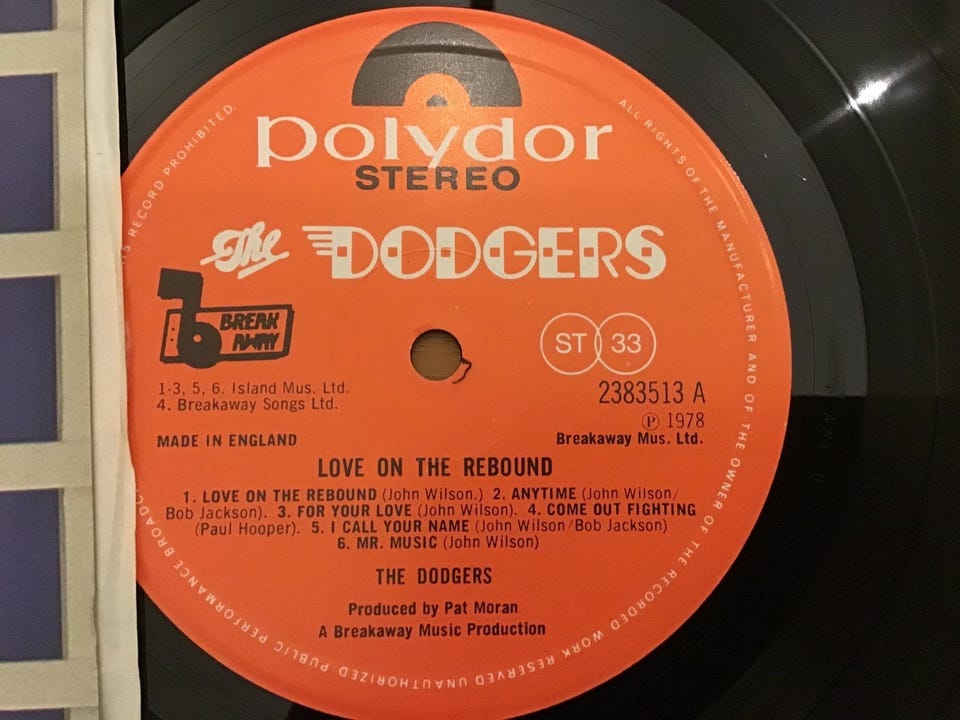 polydor
STEREO
The DODGERS
BREAK
AWAY
ST 33
1-3, 5, 6. Island Mus. Ltd.
4. Breakaway Songs Ltd.
2383513 A
Ⓟ 1978
MADE IN ENGLAND
Breakaway Mus. Ltd.
LOVE ON THE REBOUND
1. LOVE ON THE REBOUND (John Wilson.) 2. ANYTIME (John Wilson/
Bob Jackson). 3. FOR YOUR LOVE (John Wilson). 4. COME OUT FIGHTING
(Paul Hooper). 5. I CALL YOUR NAME (John Wilson/Bob Jackson)
6. MR. MUSIC (John Wilson)
THE DODGERS
Produced by Pat Moran
A Breakaway Music Production
ALL RIGHTS OF THE MANUFACTURER AND OF THE OWNER OF THE RECORDED WORK RESERVED UNAUTHORIZED PUBLIC PERFORMANCE BROADC
RECORD PROHIBITED.